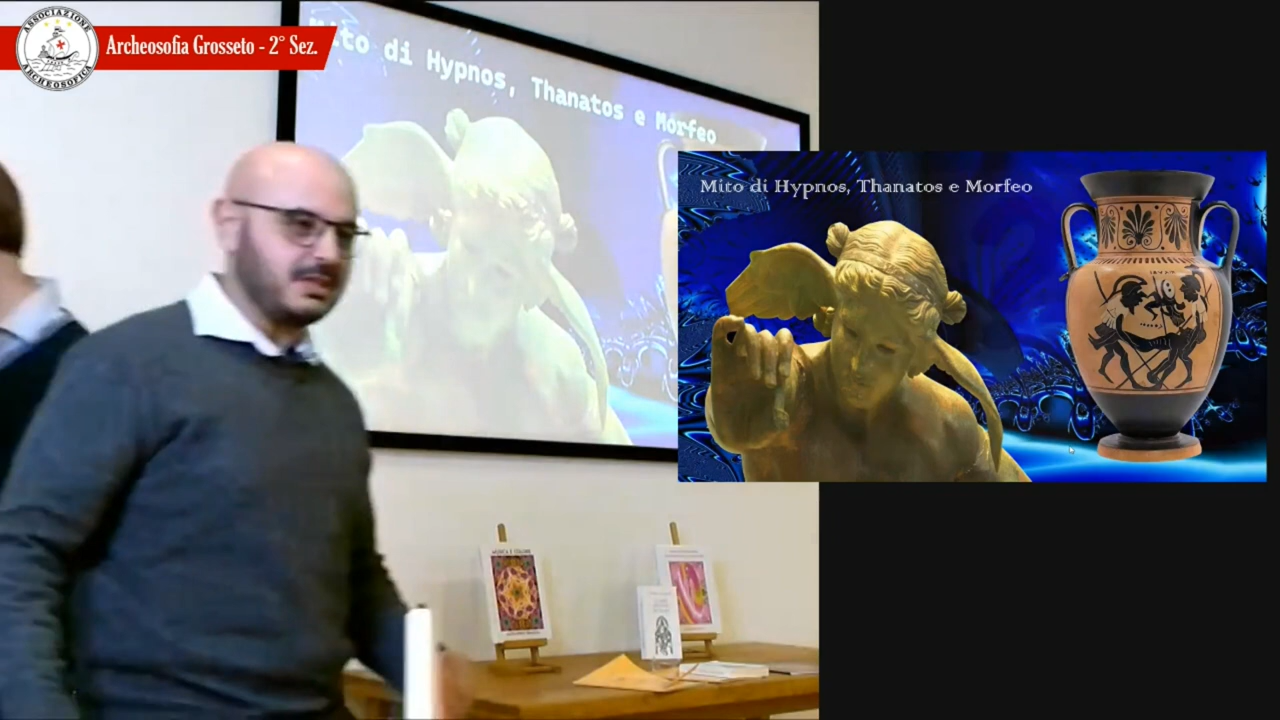 ASSOCIAZIONE
ARCHEOSOFICA
Archeosofia Grosseto - 2° Sez.
Mito di Hypnos, Thanatos e Morfeo
Mito di Hypnos, Thanatos e Morfeo
MUSICA E COLORE